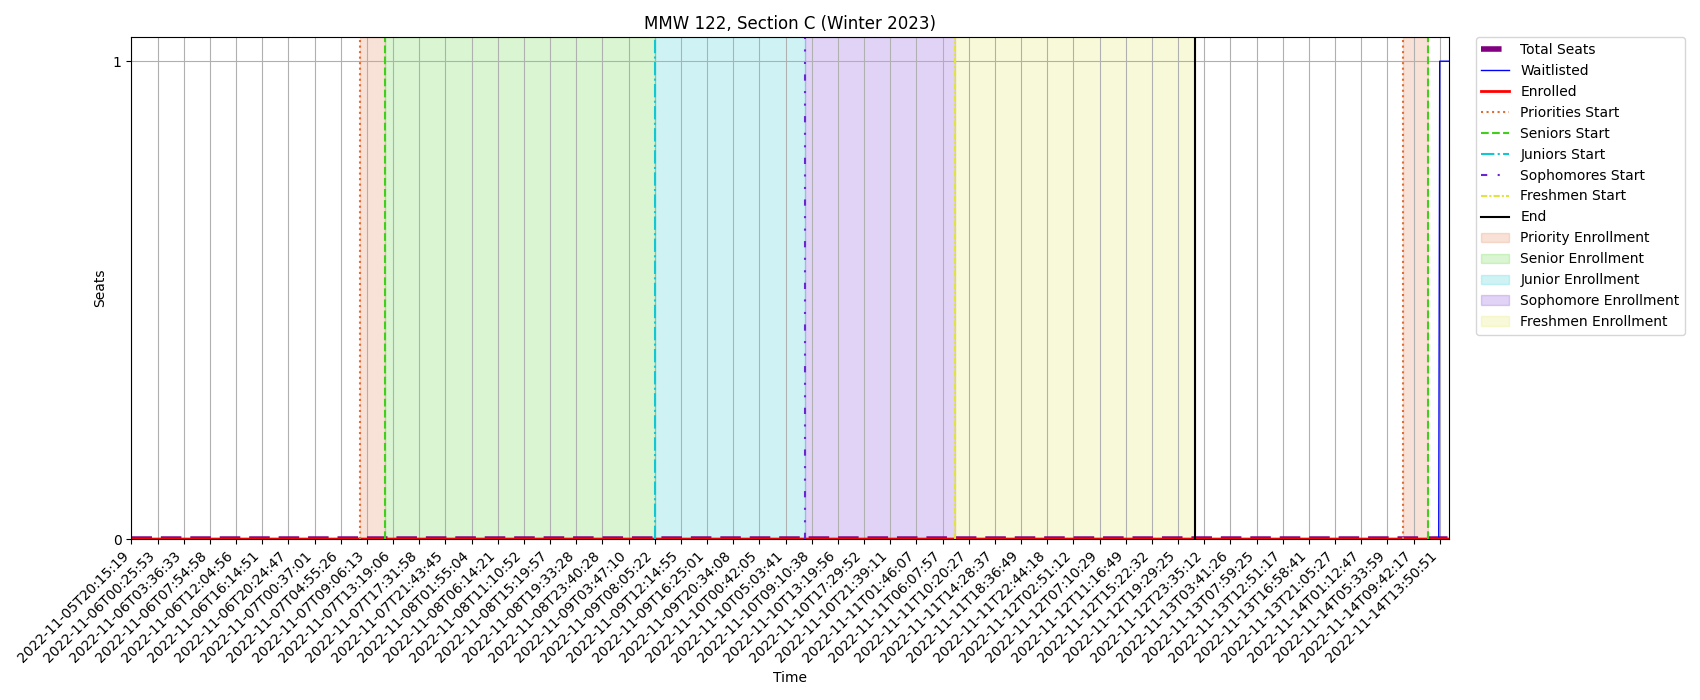 MMW 122, Section C (Winter 2023)
1
0
Seats
2022-11-05T20:15:19
2022-11-06T00:25:53
2022-11-06T03:36:33
2022-11-06T07:54:58
2022-11-06T12:04:56
2022-11-06T16:14:51
2022-11-06T20:24:47
2022-11-07T00:37:01
2022-11-07T04:55:26
2022-11-07T09:06:13
2022-11-07T13:19:06
2022-11-07T17:31:58
2022-11-07T21:43:45
2022-11-08T01:55:04
2022-11-08T06:14:21
2022-11-08T11:10:52
2022-11-08T15:19:57
2022-11-08T19:33:28
2022-11-08T23:40:28
2022-11-09T03:47:10
2022-11-09T08:05:22
2022-11-09T12:14:55
2022-11-09T16:25:01
2022-11-09T20:34:08
2022-11-10T00:42:05
2022-11-10T05:03:41
2022-11-10T09:10:38
2022-11-10T13:19:56
2022-11-10T17:29:52
2022-11-10T21:39:11
2022-11-11T01:46:07
2022-11-11T06:07:57
2022-11-11T10:20:27
2022-11-11T14:28:37
2022-11-11T18:36:49
2022-11-11T22:44:18
2022-11-12T02:51:12
2022-11-12T07:10:29
2022-11-12T11:16:49
2022-11-12T15:22:32
2022-11-12T19:29:25
2022-11-12T23:35:12
2022-11-13T03:41:26
2022-11-13T07:59:25
2022-11-13T12:51:17
2022-11-13T16:58:41
2022-11-13T21:05:27
2022-11-14T01:12:47
2022-11-14T05:33:59
2022-11-14T09:42:17
2022-11-14T13:50:51
Time
Total Seats
Waitlisted
Enrolled
Priorities Start
Seniors Start
Juniors Start
Sophomores Start
Freshmen Start
End
Priority Enrollment
Senior Enrollment
Junior Enrollment
Sophomore Enrollment
Freshmen Enrollment